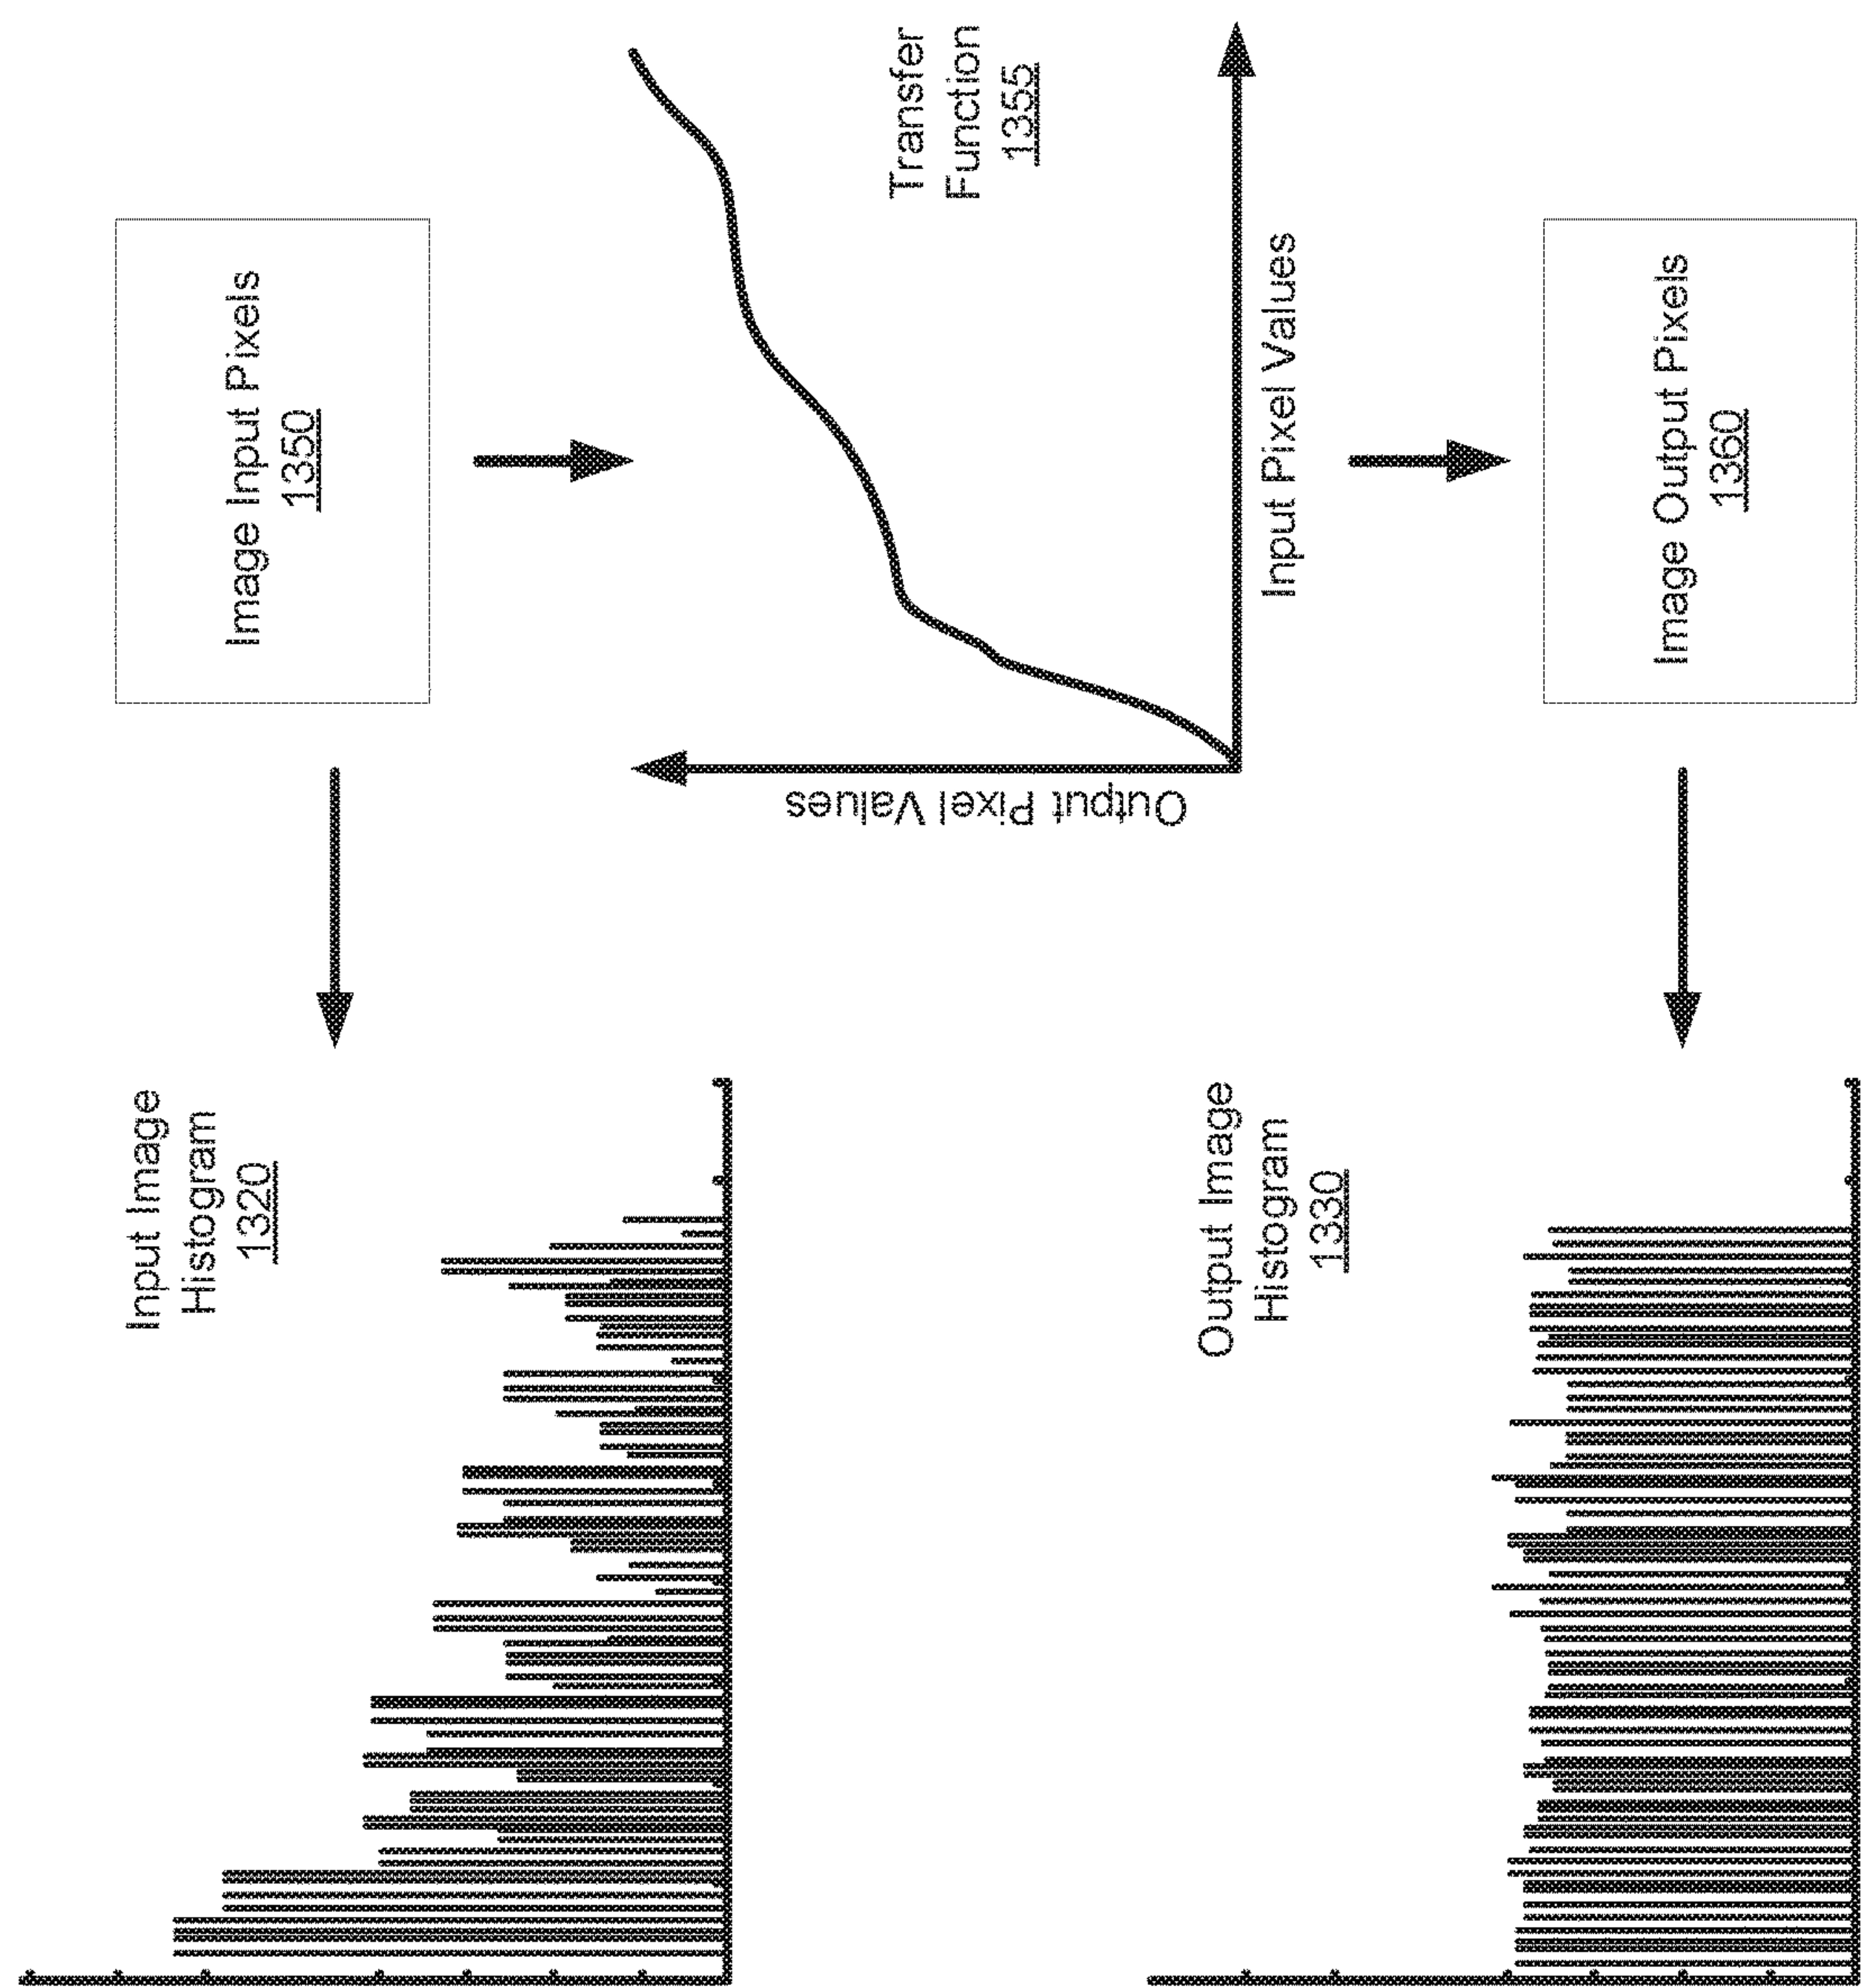 Input Image
Histogram
1320
Image Input Pixels
1350
Output Pixel Values
Transfer
Function
1355
Input Pixel Values
Output Image
Histogram
1330
Image Output Pixels
1360